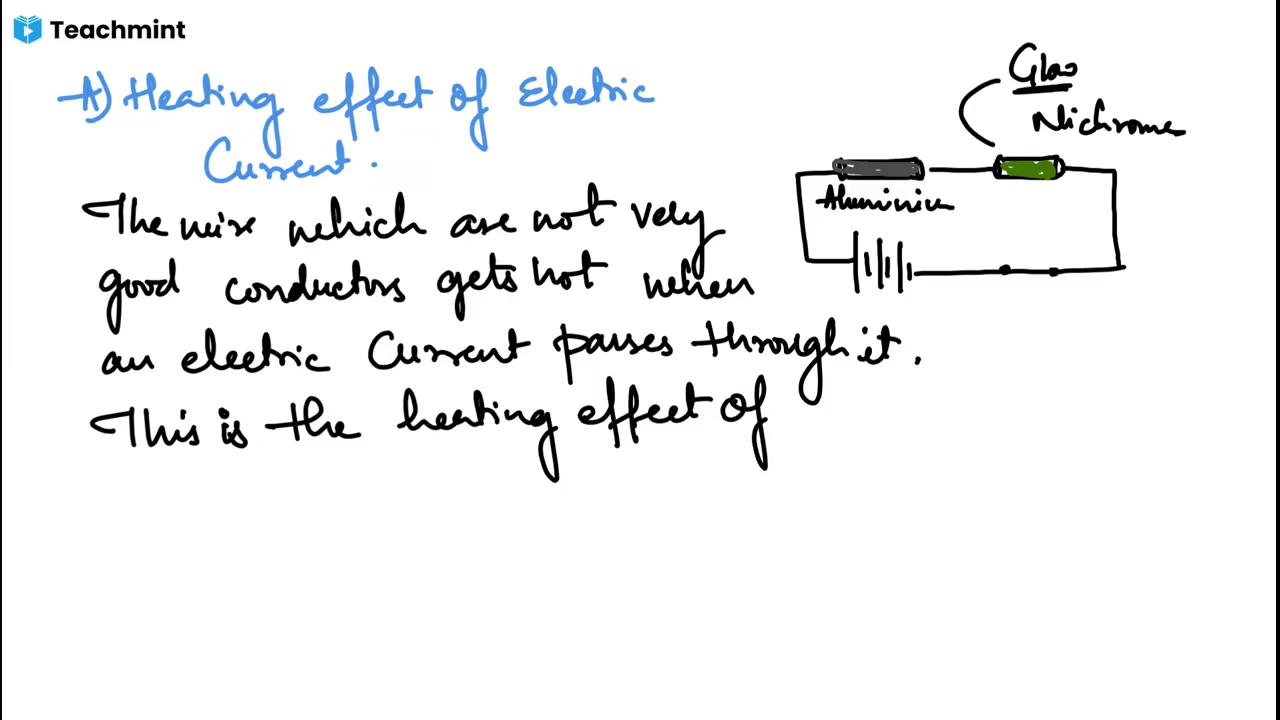 Teachmint
A) Heating effect of Electric
Current.
The wire which are not very
good conductors gets hot when
an electric Current passes through it.
This is the heating effect of
Glow
Nichrome
Aluminium